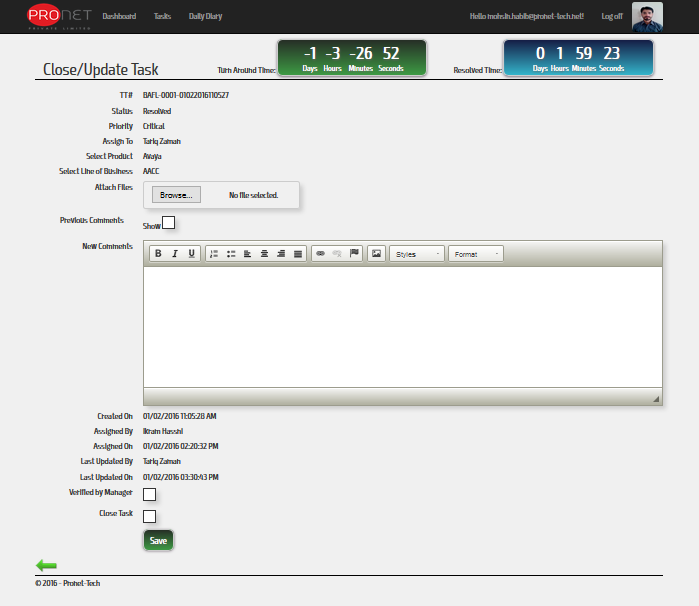 PRONET
PRIVATE LIMITED
Dashboard Tasks Daily Diary
Hello mohsin.habib@pronet-tech.net! Log off
Close/Update Task
Turn Around Time: -1 -3 -26 52
Days Hours Minutes Seconds
Resolved Time: 0 1 59 23
Days Hours Minutes Seconds
TT# BAFL-0001-01022016110527
Status Resolved
Priority Critical
Assign To Tariq Zaman
Select Product Avaya
Select Line of Business AACC
Attach Files Browse... No file selected.
Previous Comments Show
New Comments
B I U Styles Format
Created On 01/02/2016 11:05:28 AM
Assigned By Ikram Hasshi
Assigned On 01/02/2016 02:20:32 PM
Last Updated By Tariq Zaman
Last Updated On 01/02/2016 03:30:43 PM
Verified by Manager
Close Task
Save
© 2016 - Pronet-Tech